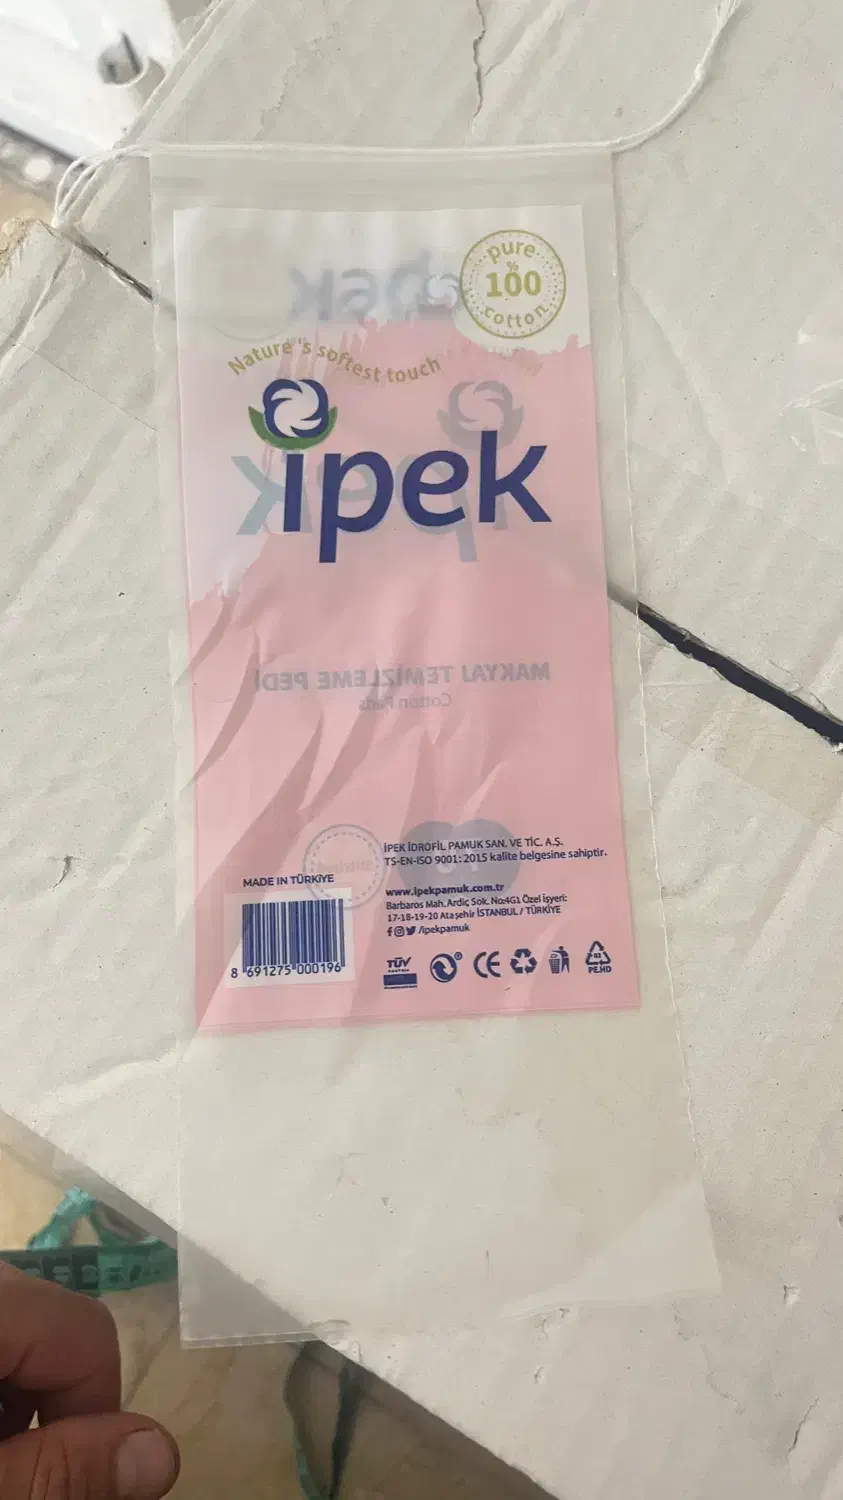 pure
%
100
cotton
Nature's softest touch
ipek
MAKYAJ TEMİZLEME PEDİ
Cotton Pads
İPEK İDROFİL PAMUK SAN. VE TİC. A.Ş.
TS-EN-ISO 9001: 2015 kalite belgesine sahiptir.
MADE IN TÜRKİYE
www.ipekpamuk.com.tr
Barbaros Mah. Ardıç Sok. No:4G1 Özel İşyeri:
17-18-19-20 Ataşehir İSTANBUL / TÜRKİYE
/ipekpamuk
8 691275 000196
TÜV
CE
02
PE.HD